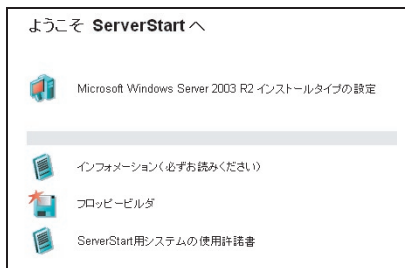 ようこそ ServerStart へ
Microsoft Windows Server 2003 R2 インストールタイプの設定
インフォメーション(必ずお読みください)
フロッピービルダ
ServerStart用システムの使用許諾書